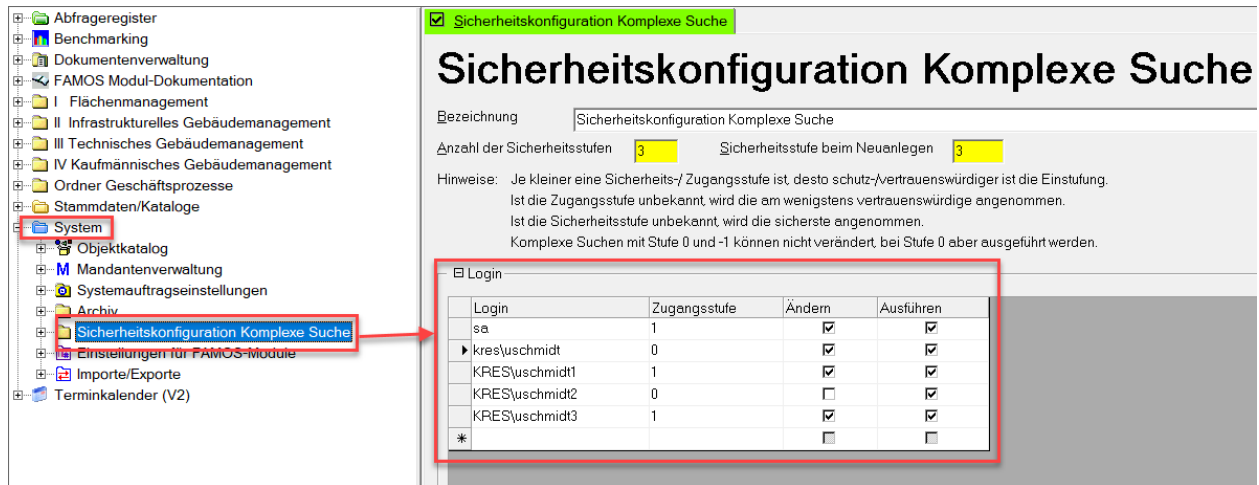 Abfrageregister
Benchmarking
Dokumentenverwaltung
FAMOS Modul-Dokumentation
I Flächenmanagement
II Infrastrukturelles Gebäudemanagement
III Technisches Gebäudemanagement
IV Kaufmännisches Gebäudemanagement
Ordner Geschäftsprozesse
Stammdaten/Kataloge
System
Objektkatalog
Mandantenverwaltung
Systemauftragseinstellungen
Archiv
Sicherheitskonfiguration Komplexe Suche
Einstellungen für FAMOS-Module
Importe/Exporte
Terminkalender (V2)
Sicherheitskonfiguration Komplexe Suche
Sicherheitskonfiguration Komplexe Suche
Bezeichnung Sicherheitskonfiguration Komplexe Suche
Anzahl der Sicherheitsstufen 3 Sicherheitsstufe beim Neuanlegen 3
Hinweise: Je kleiner eine Sicherheits-/ Zugangsstufe ist, desto schutz-/vertrauenswürdiger ist die Einstufung.
Ist die Zugangsstufe unbekannt, wird die am wenigstens vertrauenswürdige angenommen.
Ist die Sicherheitsstufe unbekannt, wird die sicherste angenommen.
Komplexe Suchen mit Stufe 0 und -1 können nicht verändert, bei Stufe 0 aber ausgeführt werden.
Login
Login Zugangsstufe Ändern Ausführen
sa 1
kres\uschmidt 0
KRES\uschmidt1 1
KRES\uschmidt2 0
KRES\uschmidt3 1